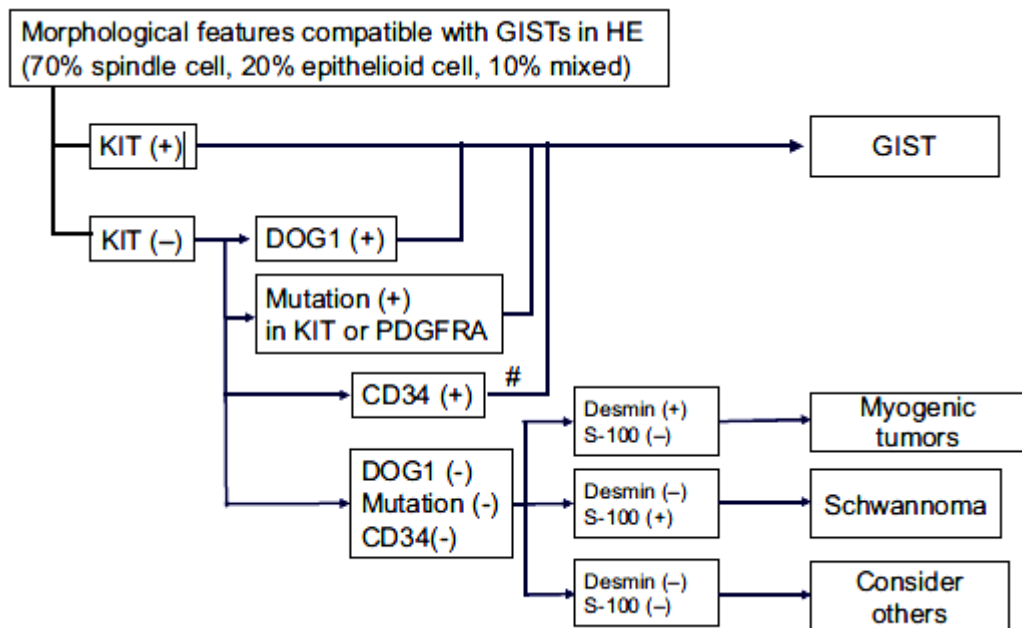 Morphological features compatible with GISTs in HE
(70% spindle cell, 20% epithelioid cell, 10% mixed)
KIT (+)
GIST
KIT (–)
DOG1 (+)
Mutation (+)
in KIT or PDGFRA
CD34 (+)
#
DOG1 (-)
Mutation (-)
CD34(-)
Desmin (+)
S-100 (–)
Myogenic
tumors
Desmin (–)
S-100 (+)
Schwannoma
Desmin (–)
S-100 (–)
Consider
others